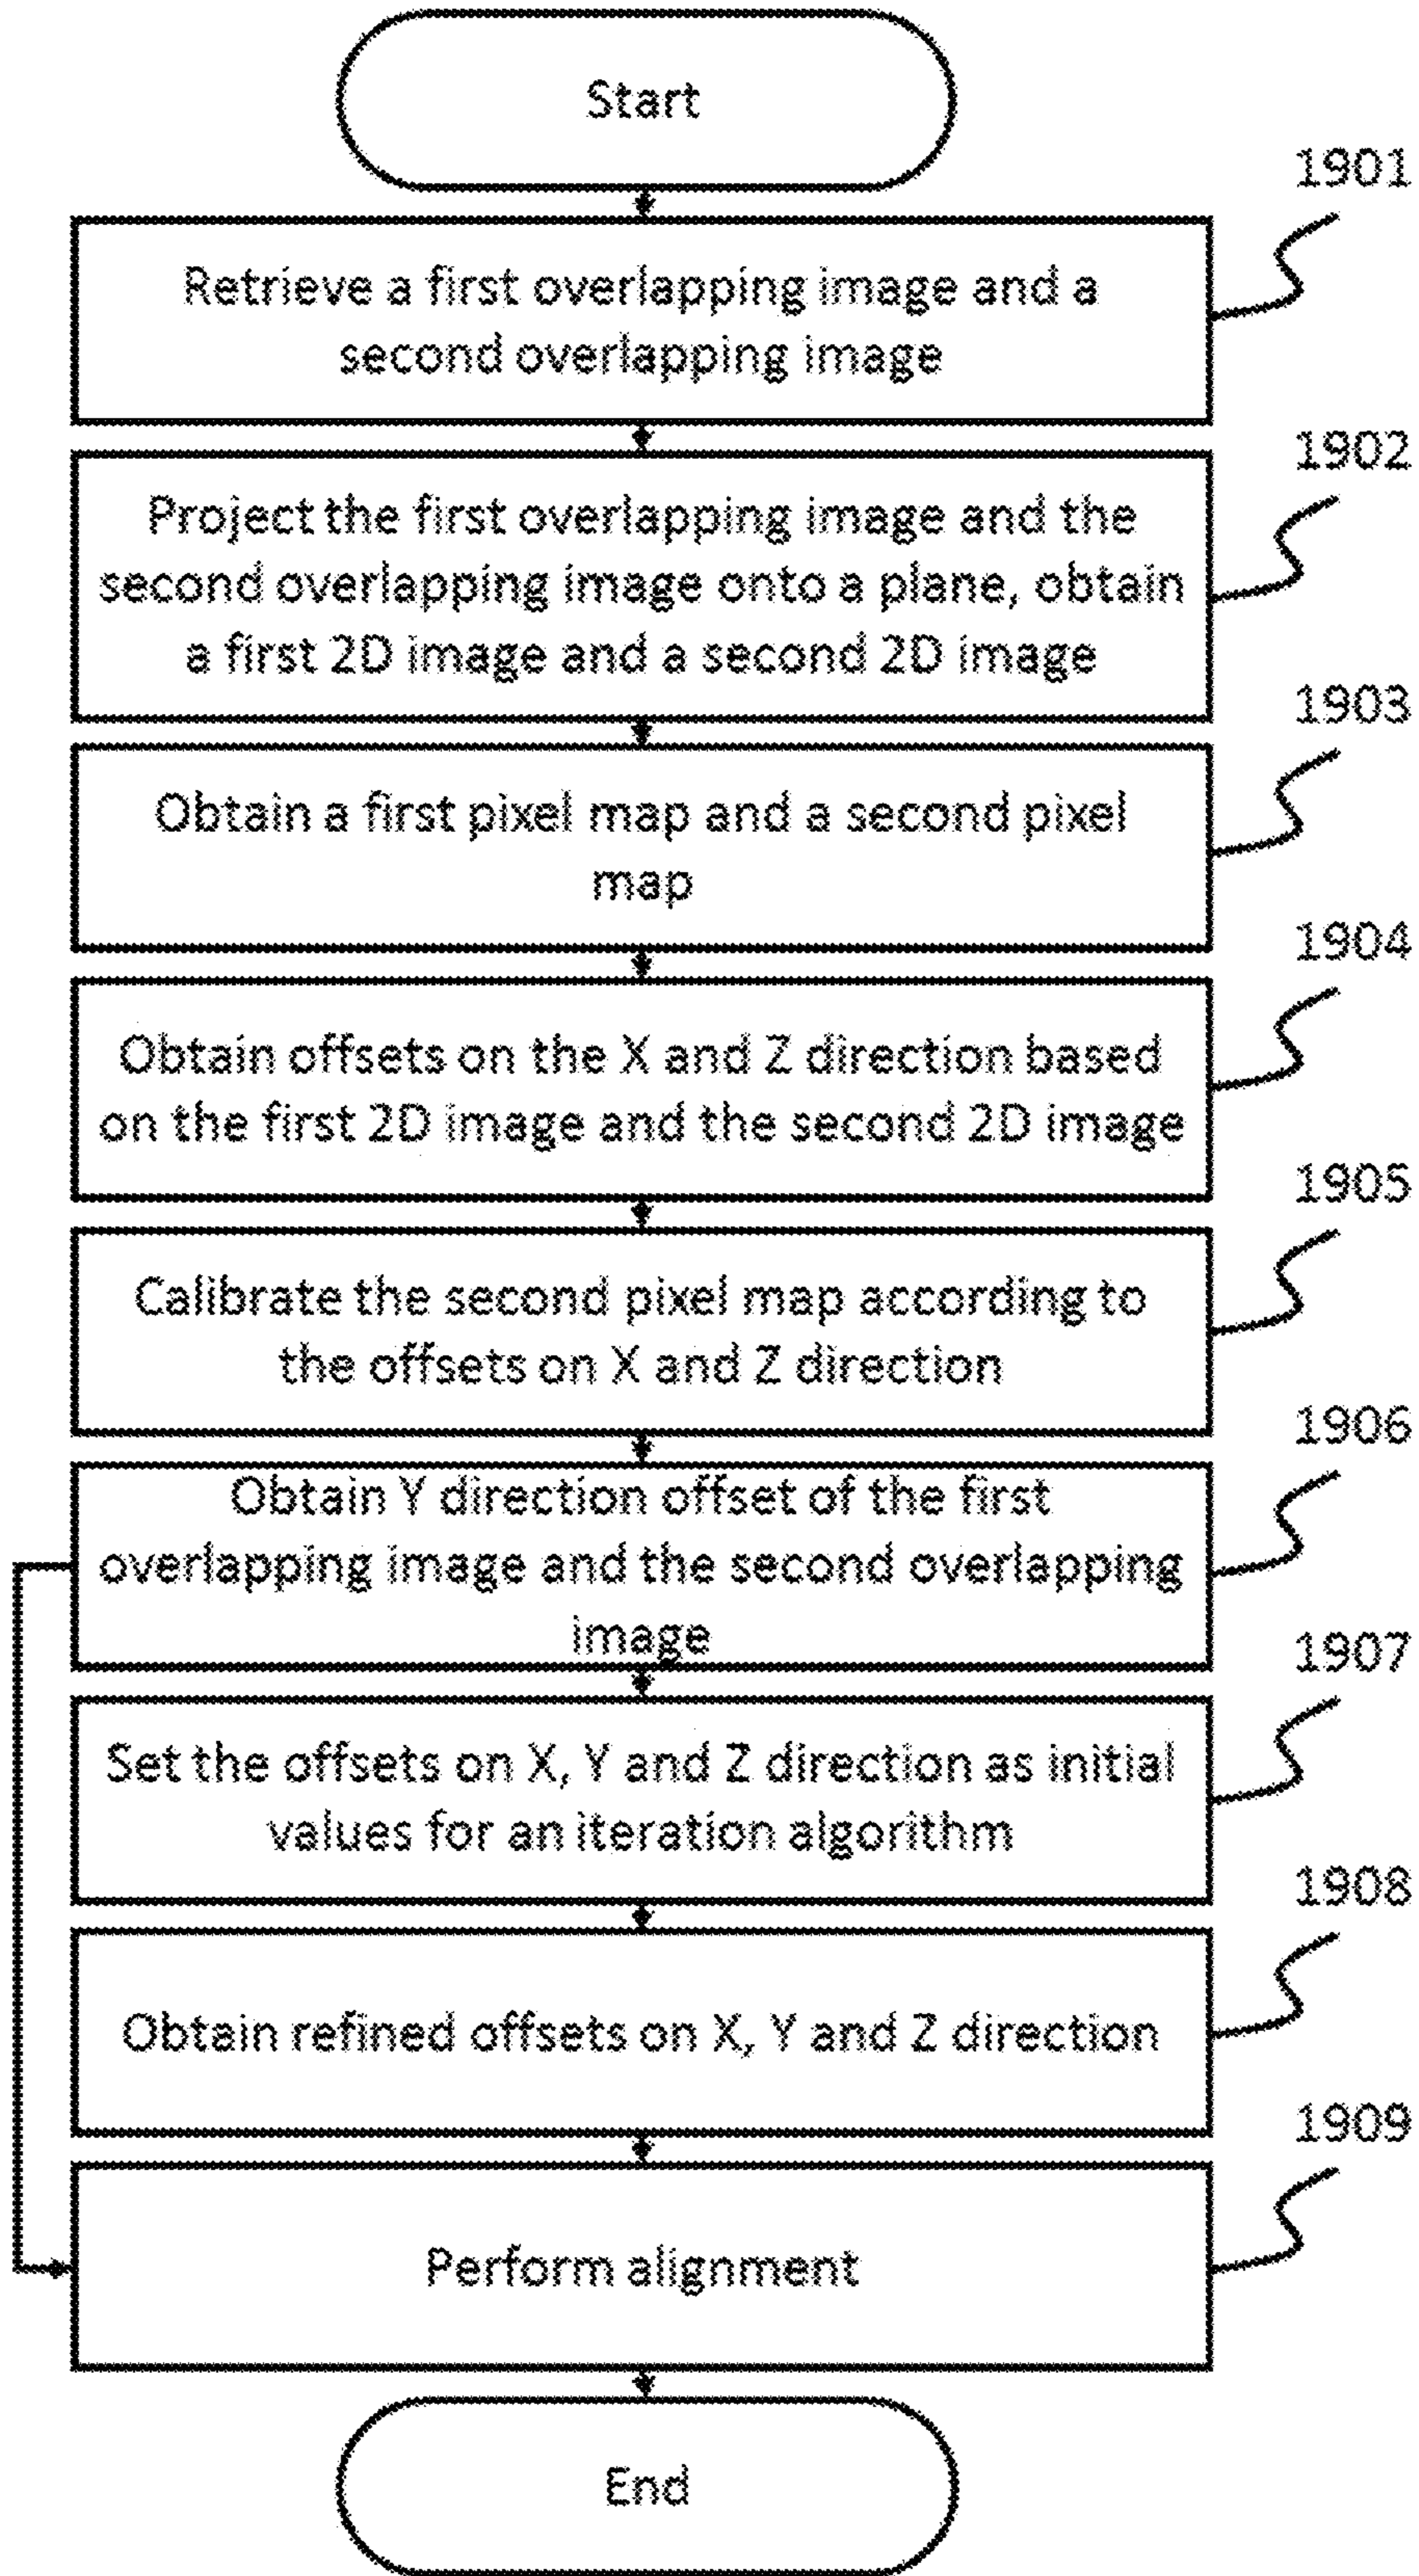 Start
1901
Retrieve a first overlapping image and a
second overlapping image
1902
Project the first overlapping image and the
second overlapping image onto a plane, obtain
a first 2D image and a second 2D image
1903
Obtain a first pixel map and a second pixel
map
1904
Obtain offsets on the X and Z direction based
on the first 2D image and the second 2D image
1905
Calibrate the second pixel map according to
the offsets on X and Z direction
1906
Obtain Y direction offset of the first
overlapping image and the second overlapping
image
1907
Set the offsets on X, Y and Z direction as initial
values for an iteration algorithm
1908
Obtain refined offsets on X, Y and Z direction
1909
Perform alignment
End